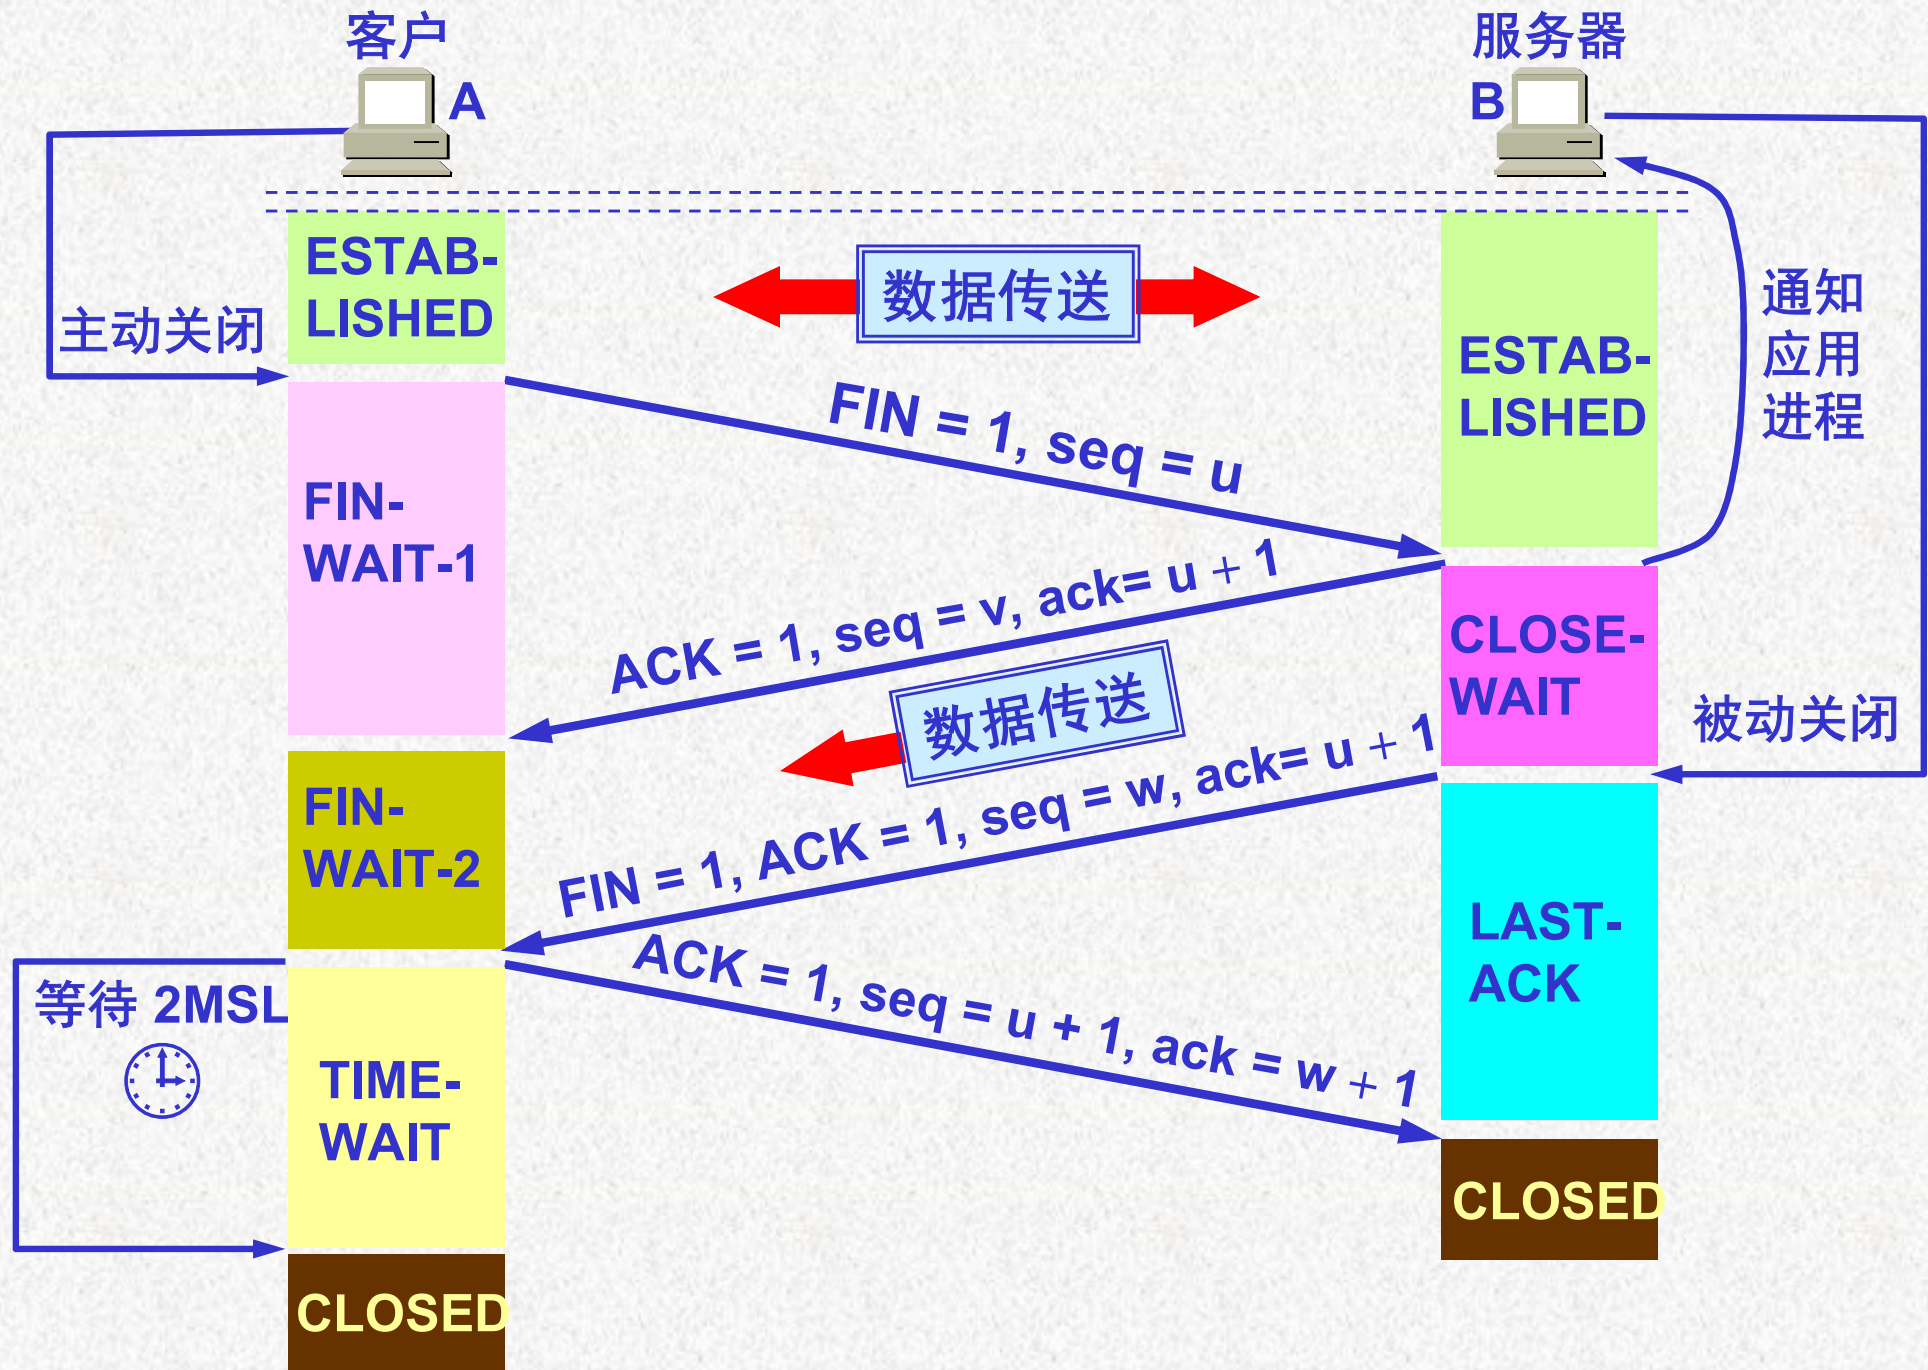 客户
服务器
A
B
ESTAB-
LISHED
数据传送
主动关闭
ESTAB-
LISHED
通知
应用
进程
FIN = 1, seq = u
FIN-
WAIT-1
ACK = 1, seq = v, ack= u + 1
CLOSE-
WAIT
数据传送
被动关闭
FIN-
WAIT-2
FIN = 1, ACK = 1, seq = w, ack= u + 1
LAST-
ACK
ACK = 1, seq = u + 1, ack = w + 1
等待 2MSL
TIME-
WAIT
CLOSED
CLOSED